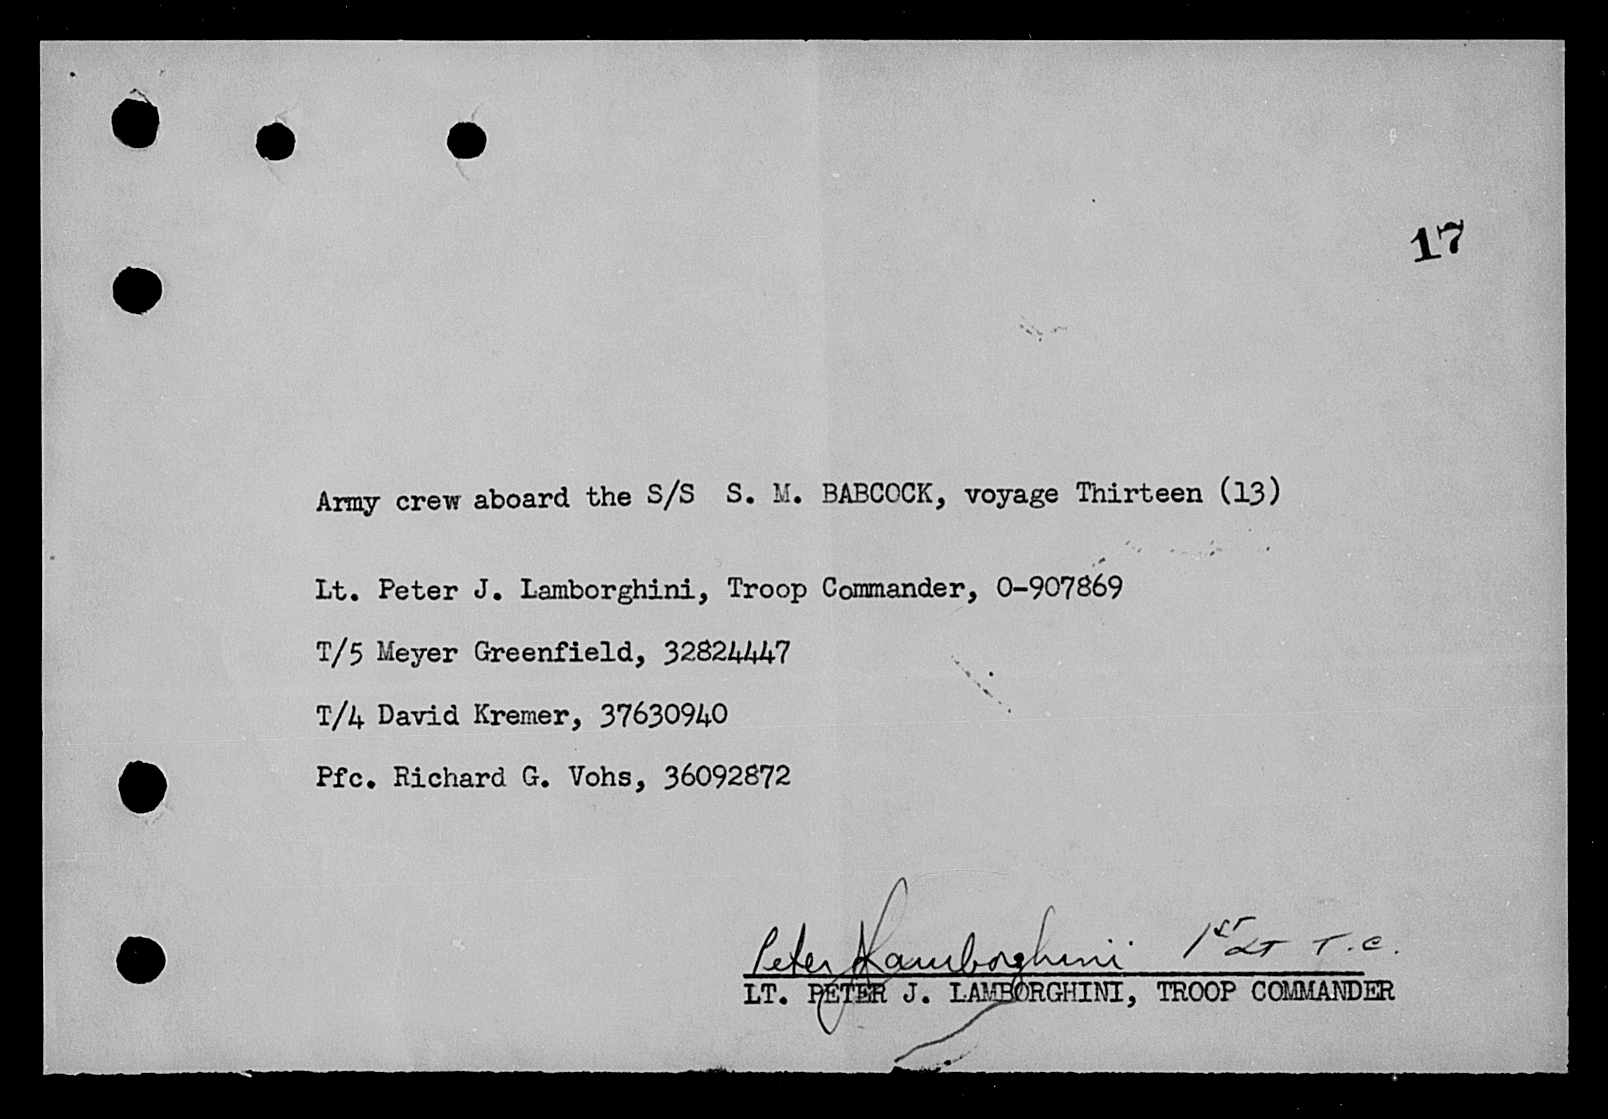 17
Army crew aboard the S/S S. M. BABCOCK, voyage Thirteen (13)
Lt. Peter J. Lamborghini, Troop Commander, O-907869
T/5 Meyer Greenfield, 32824447
T/4 David Kremer, 37630940
Pfc. Richard G. Vohs, 36092872
Peter J Lamborghini 1st LT T.C.
LT. PETER J. LAMBORGHINI, TROOP COMMANDER